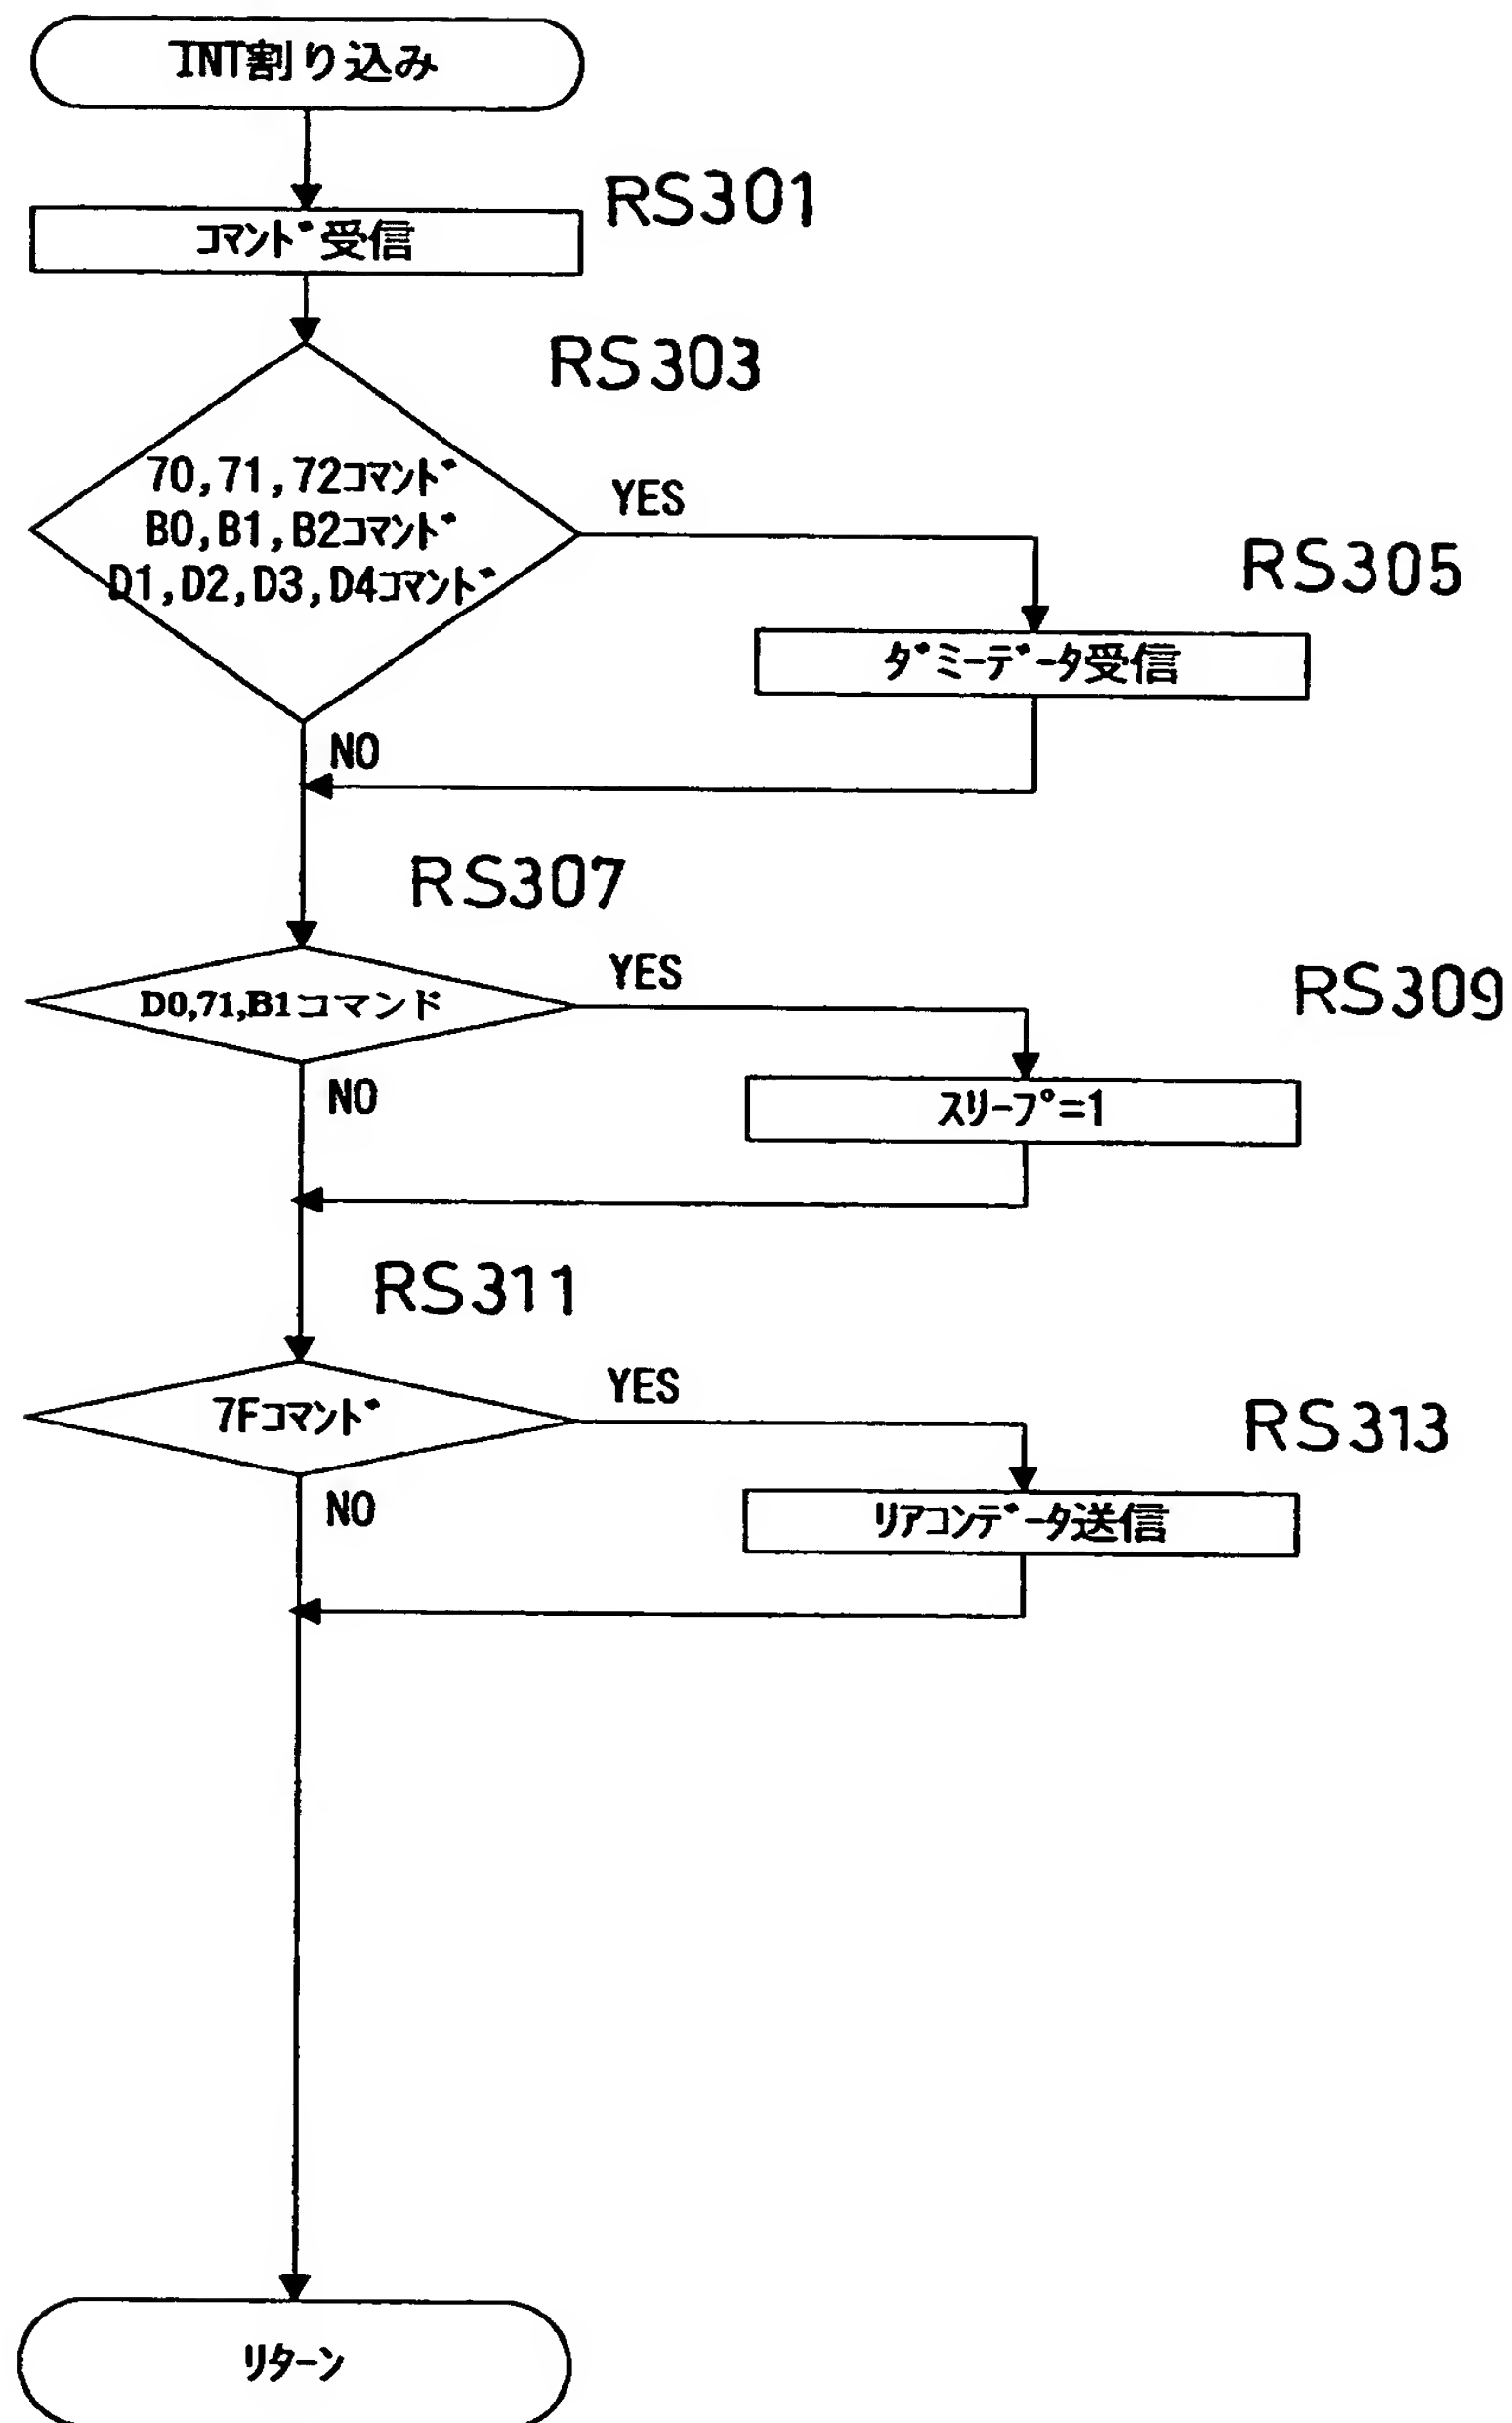 INT割り込み
RS301
コマンド受信
RS303
70,71,72コマンド
B0,B1,B2コマンド
D1,D2,D3,D4コマンド
YES
RS305
ダミーデータ受信
NO
RS307
D0,71,B1コマンド
YES
RS309
スリープ=1
NO
RS311
7Fコマンド
YES
RS313
リアコンデータ送信
NO
リターン